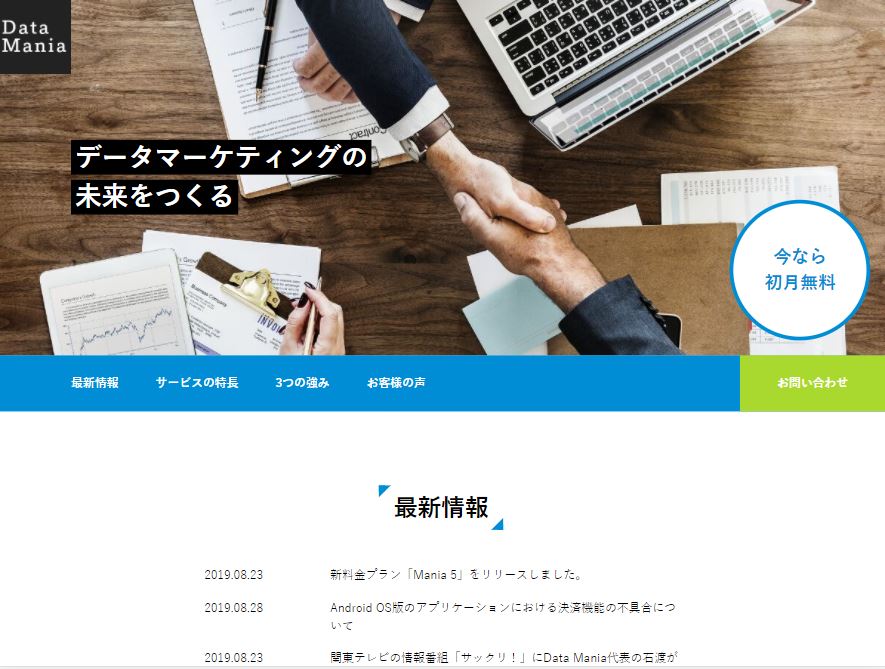 Data
Mania
Contract
データマーケティングの
未来をつくる
今なら
初月無料
Business
Company
INVOI
最新情報
サービスの特長
3つの強み
お客様の声
お問い合わせ
最新情報
2019.08.23
新料金プラン「Mania 5」をリリースしました。
2019.08.28
Android OS版のアプリケーションにおける決済機能の不具合につ
いて
2019.08.23
関東テレビの情報番組「サックリ！」にData Mania代表の石渡が